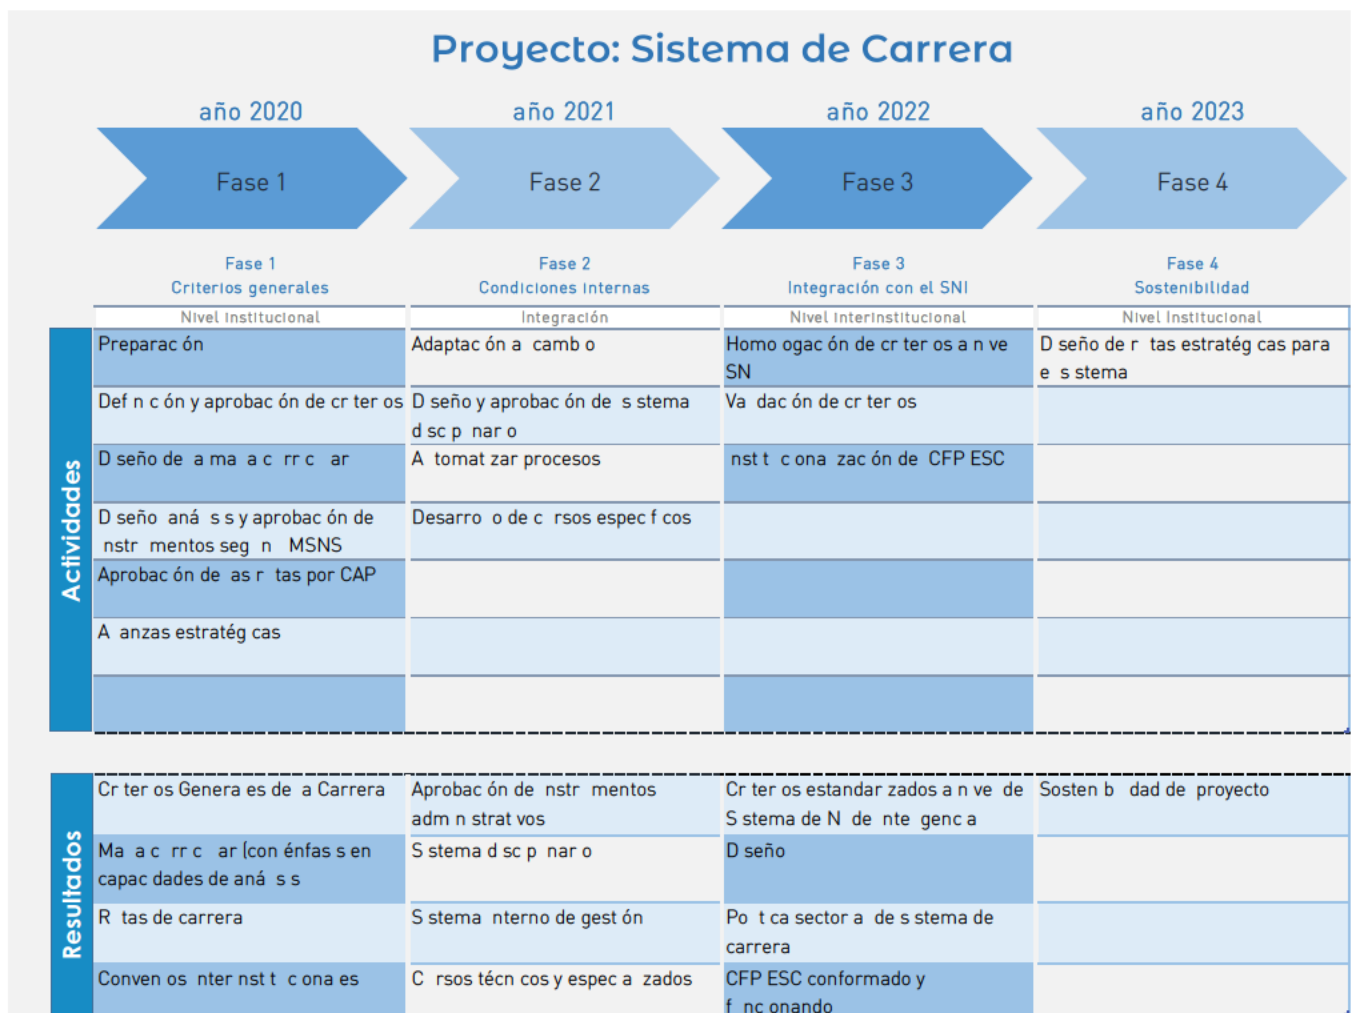 Proyecto: Sistema de Carrera
año 2020
año 2021
año 2022
año 2023
Fase 1
Fase 2
Fase 3
Fase 4
Fase 1
Criterios generales
Fase 2
Condiciones internas
Fase 3
Integración con el SNI
Fase 4
Sostenibilidad
Nivel institucional
Integración
Nivel interinstitucional
Nivel Institucional
Actividades
Preparac ón
Adaptac ón a camb o
Homo ogac ón de cr ter os a n ve
SN
D seño de r tas estratég cas para
e s stema
Def n c ón y aprobac ón de cr ter os
D seño y aprobac ón de s stema
d sc p nar o
Va dac ón de cr ter os
D seño de a ma a c rr c ar
A tomat zar procesos
nst t c ona zac ón de CFP ESC
D seño aná s s y aprobac ón de
nstr mentos seg n MSNS
Desarro o de c rsos espec f cos
Aprobac ón de as r tas por CAP
A anzas estratég cas
Resultados
Cr ter os Genera es de a Carrera
Aprobac ón de nstr mentos
adm n strat vos
Cr ter os estandar zados a n ve de
S stema de N de nte genc a
Sosten b dad de proyecto
Ma a c rr c ar (con énfas s en
capac dades de aná s s
S stema d sc p nar o
D seño
R tas de carrera
S stema nterno de gest ón
Po t ca sector a de s stema de
carrera
Conven os nter nst t c ona es
C rsos técn cos y espec a zados
CFP ESC conformado y
f nc onando